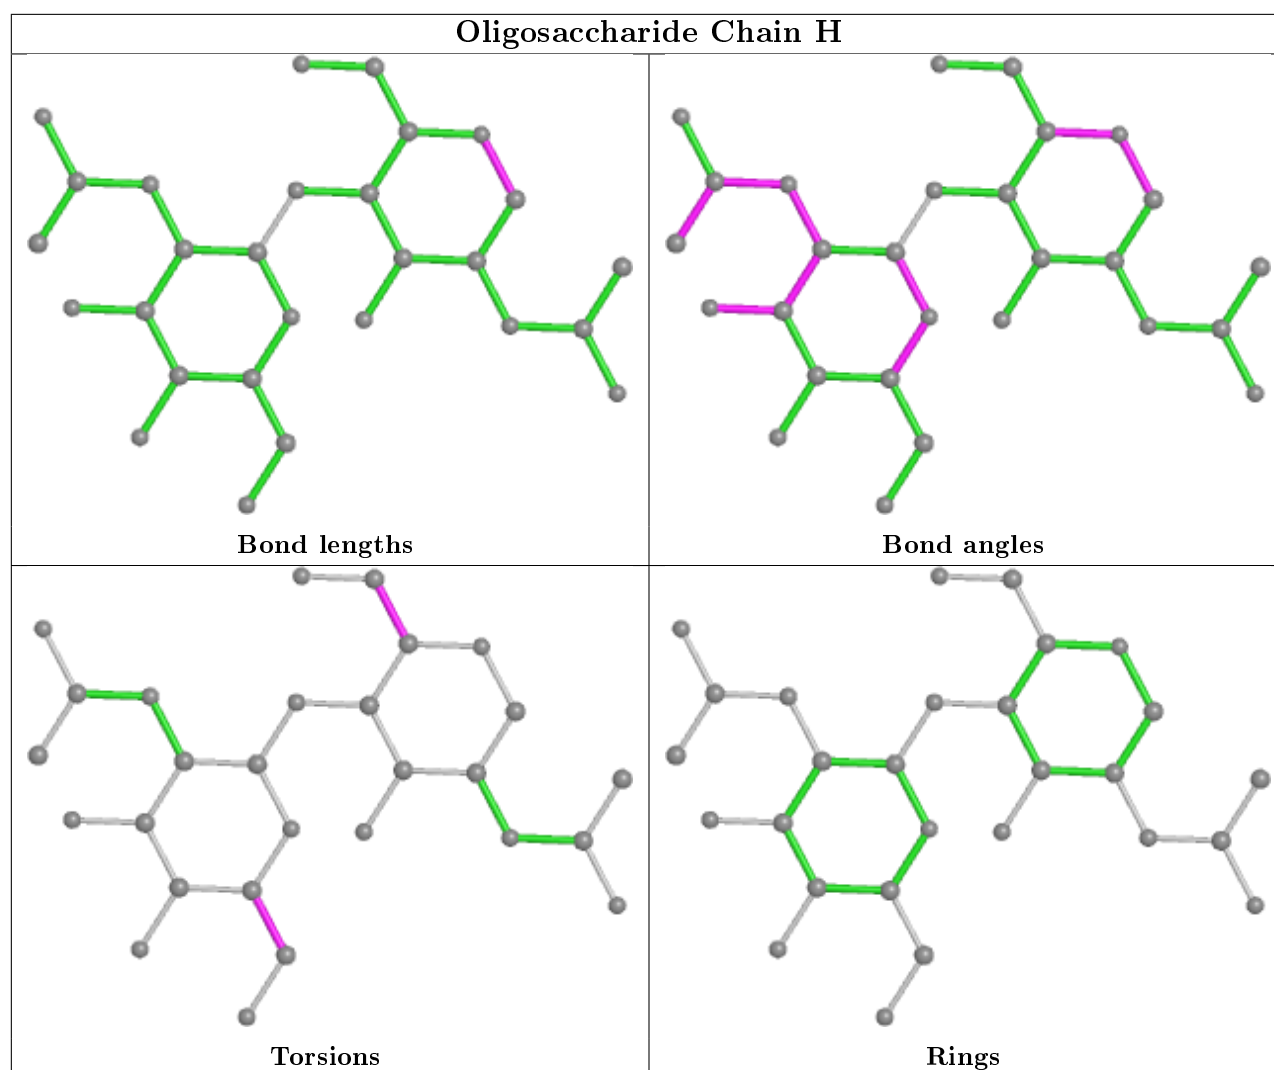 Oligosaccharide Chain H
Bond lengths
Bond angles
Torsions
Rings